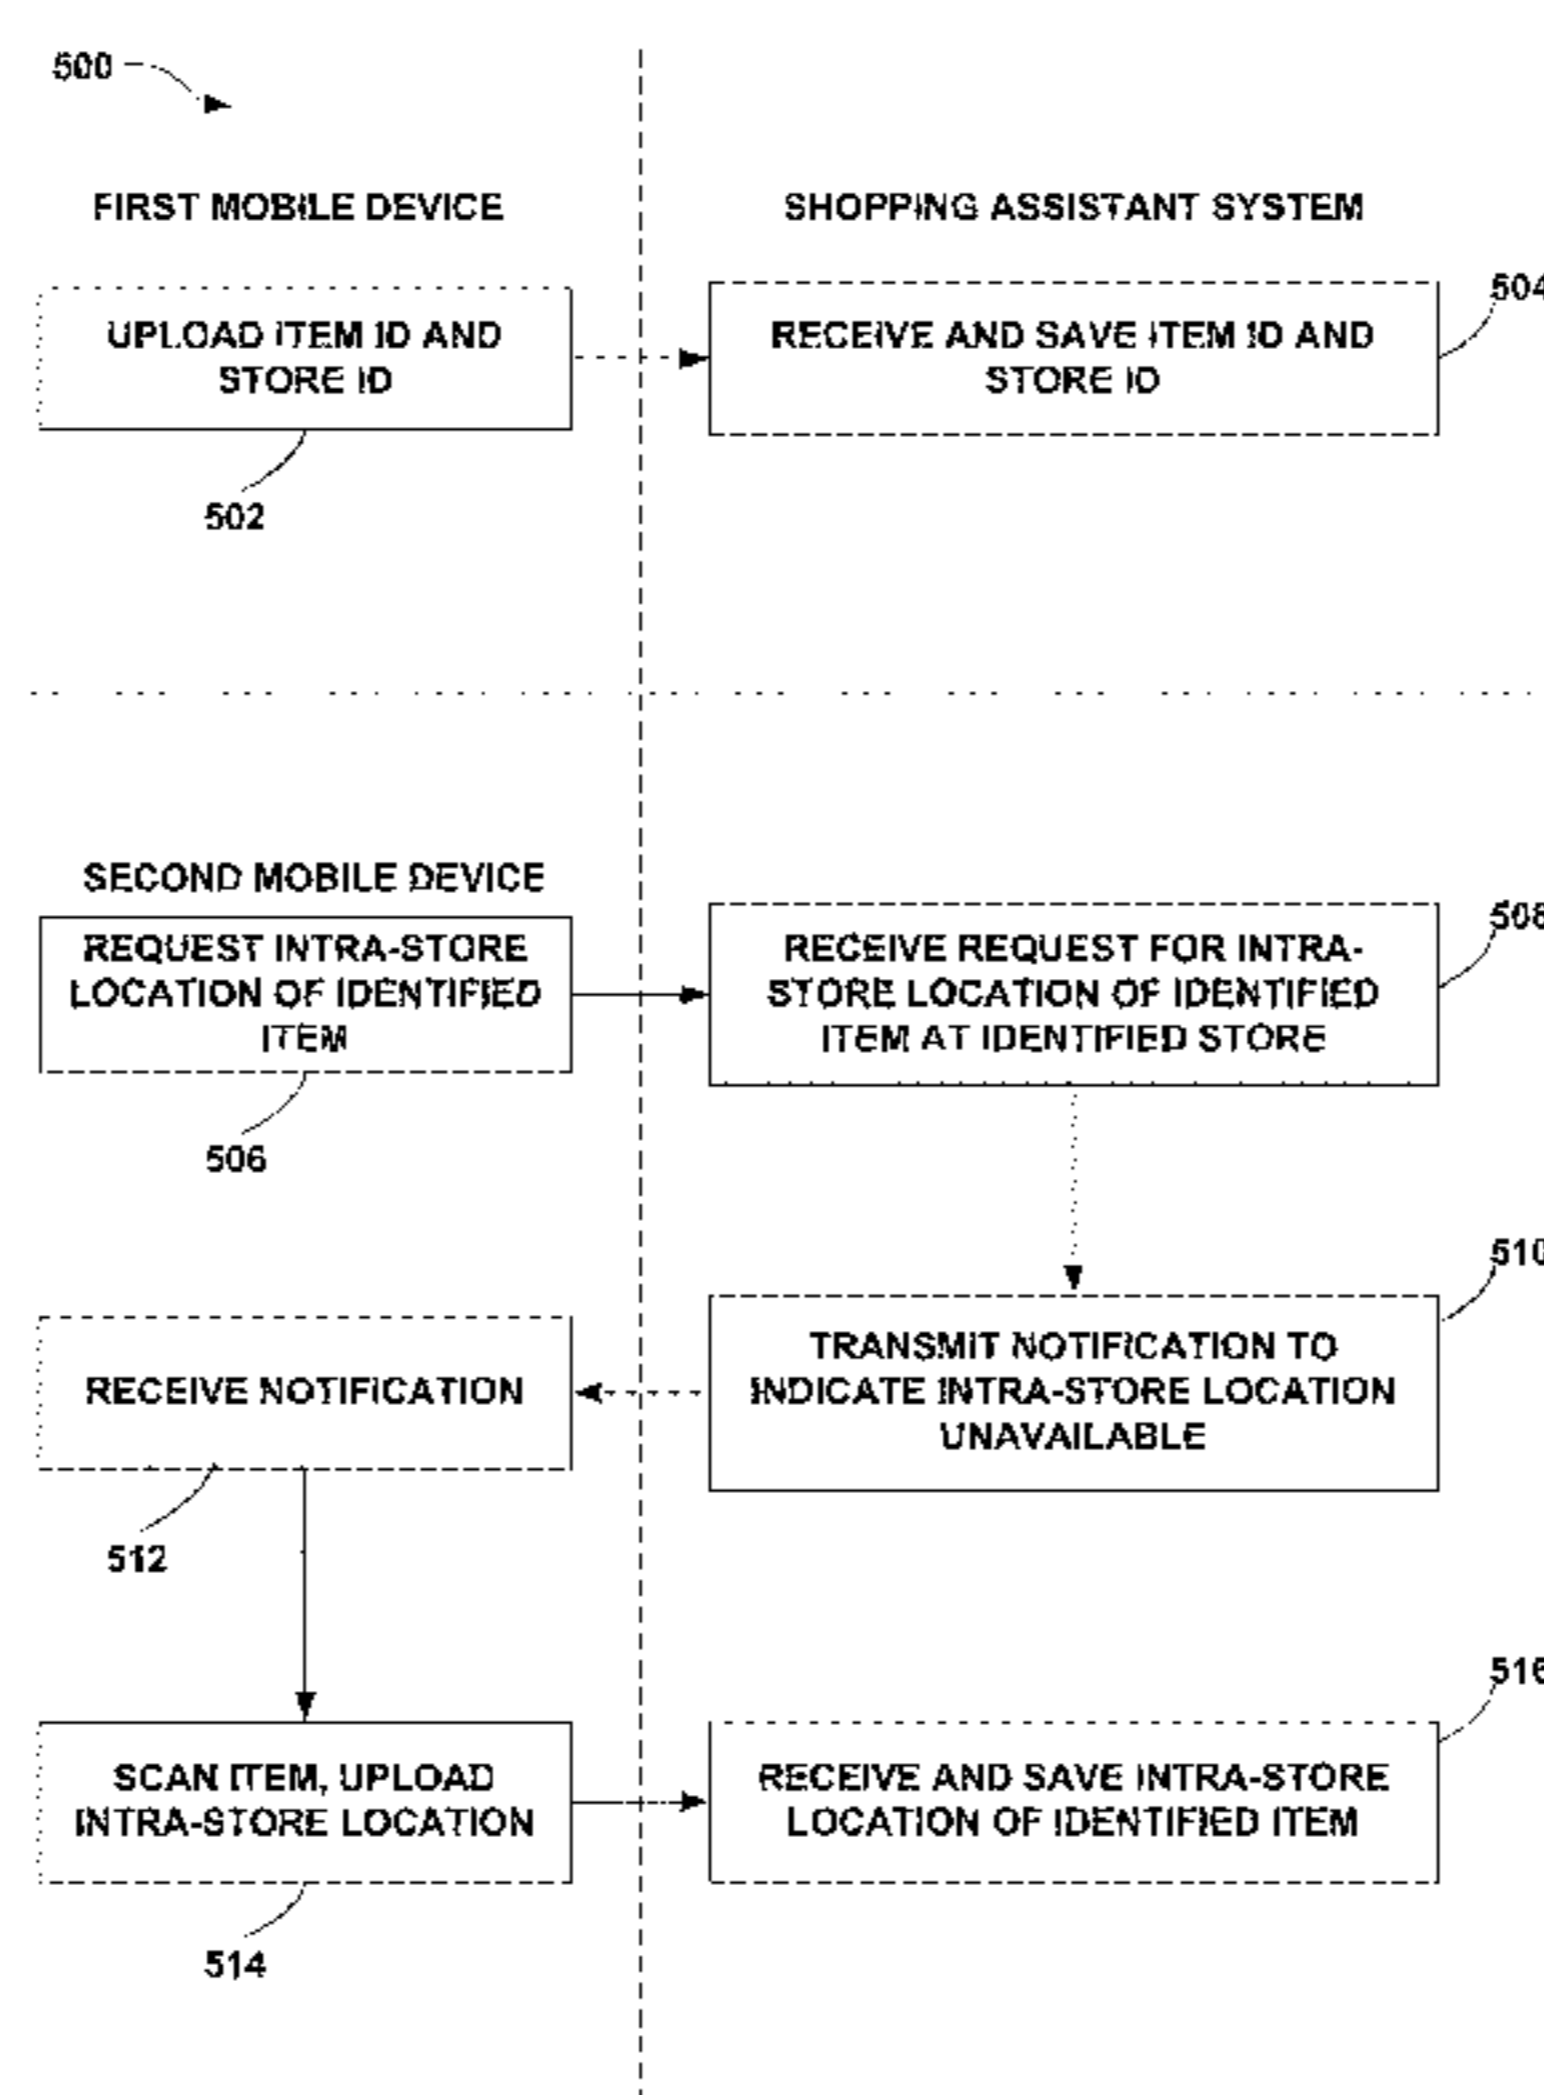 500
FIRST MOBILE DEVICE
SHOPPING ASSISTANT SYSTEM
504
UPLOAD ITEM ID AND
STORE ID
RECEIVE AND SAVE ITEM ID AND
STORE ID
502
SECOND MOBILE DEVICE
508
REQUEST INTRA-STORE
LOCATION OF IDENTIFIED
ITEM
RECEIVE REQUEST FOR INTRA-
STORE LOCATION OF IDENTIFIED
ITEM AT IDENTIFIED STORE
506
510
RECEIVE NOTIFICATION
TRANSMIT NOTIFICATION TO
INDICATE INTRA-STORE LOCATION
UNAVAILABLE
512
516
SCAN ITEM, UPLOAD
INTRA-STORE LOCATION
RECEIVE AND SAVE INTRA-STORE
LOCATION OF IDENTIFIED ITEM
514